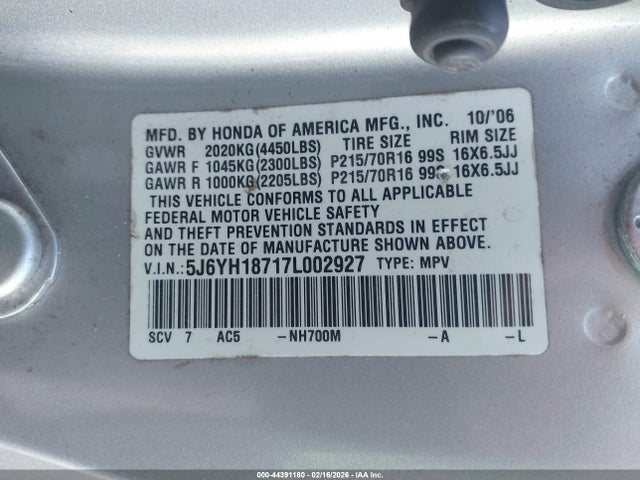 MFD. BY HONDA OF AMERICA MFG., INC. 10/'06
GVWR 2020KG(4450LBS) TIRE SIZE RIM SIZE
GAWR F 1045KG(2300LBS) P215/70R16 99S 16X6.5JJ
GAWR R 1000KG(2205LBS) P215/70R16 99S 16X6.5JJ
THIS VEHICLE CONFORMS TO ALL APPLICABLE
FEDERAL MOTOR VEHICLE SAFETY
AND THEFT PREVENTION STANDARDS IN EFFECT
ON THE DATE OF MANUFACTURE SHOWN ABOVE.
V.I.N.:5J6YH18717L002927 TYPE: MPV
SCV 7 AC5 -NH700M -A -L
000-44391180 - 02/16/2026 - IAAI.CA